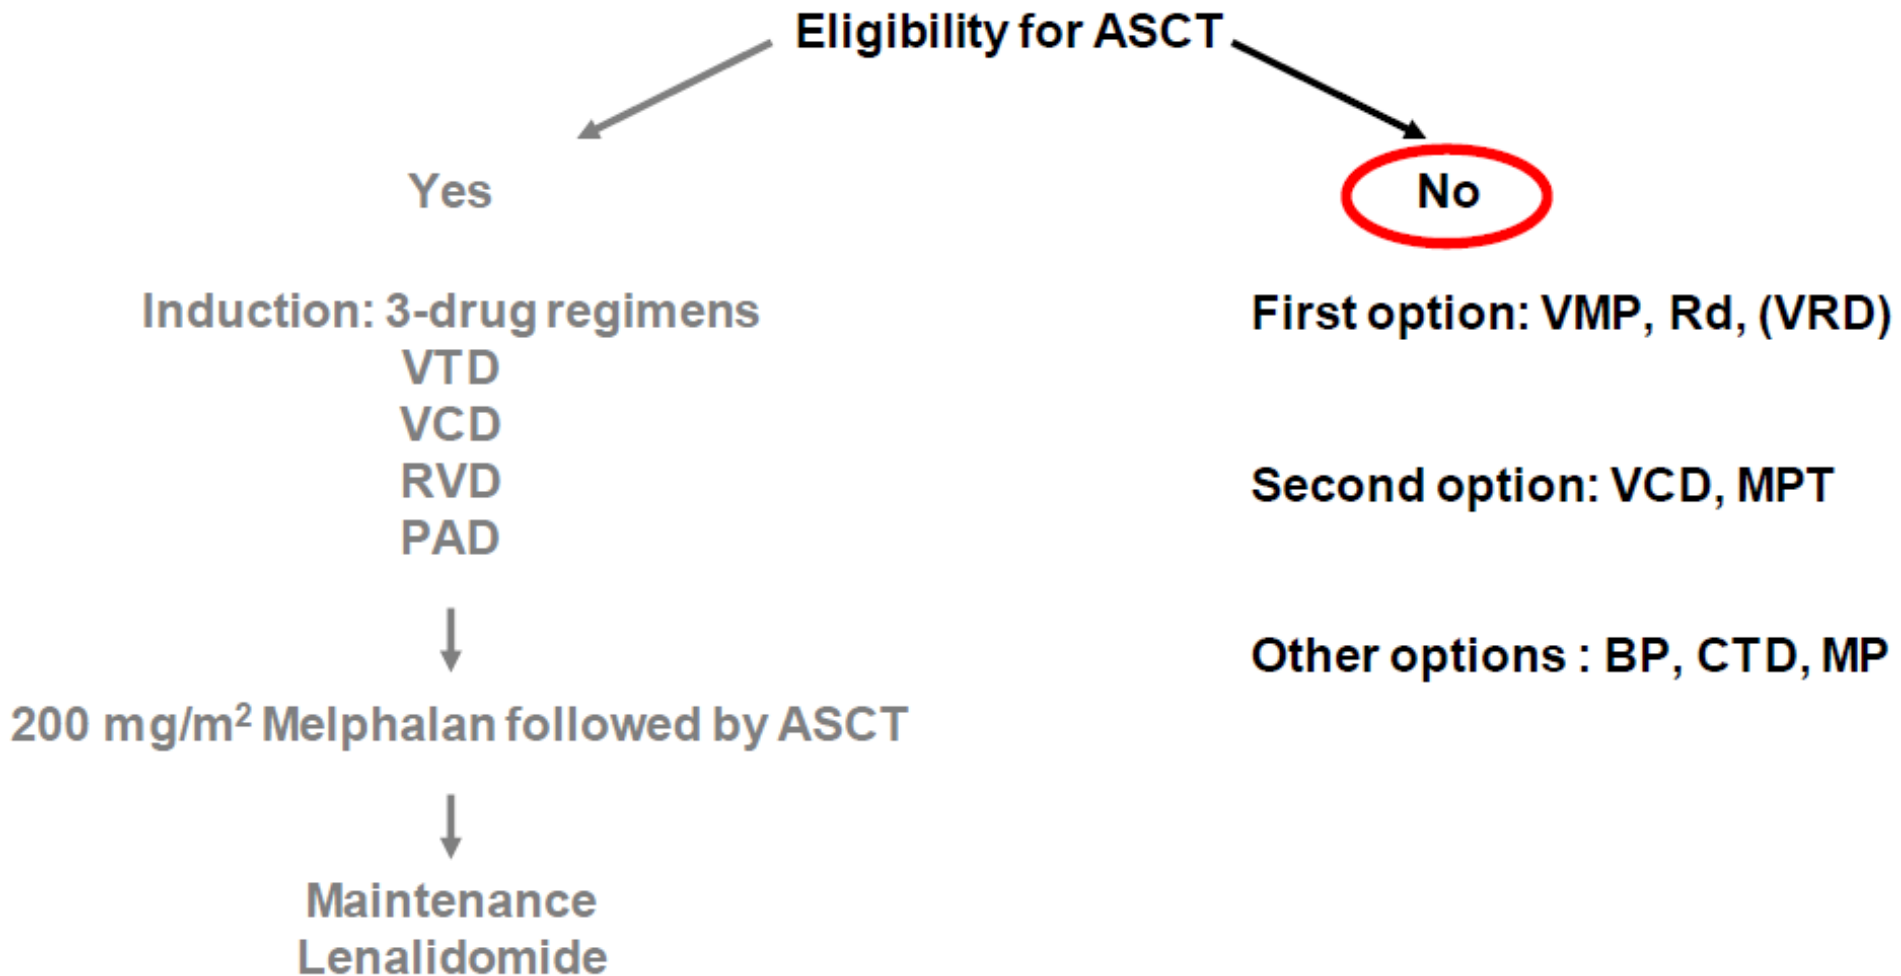 Eligibility for ASCT
Yes
Induction: 3-drug regimens
VTD
VCD
RVD
PAD
200 mg/m² Melphalan followed by ASCT
Maintenance
Lenalidomide
No
First option: VMP, Rd, (VRD)
Second option: VCD, MPT
Other options : BP, CTD, MP